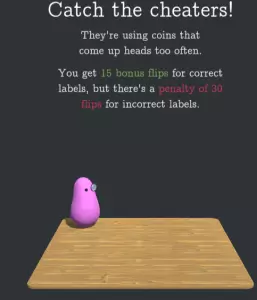 Catch the cheaters!
They're using coins that
come up heads too often.
You get 15 bonus flips for correct
labels, but there's a penalty of 30
flips for incorrect labels.